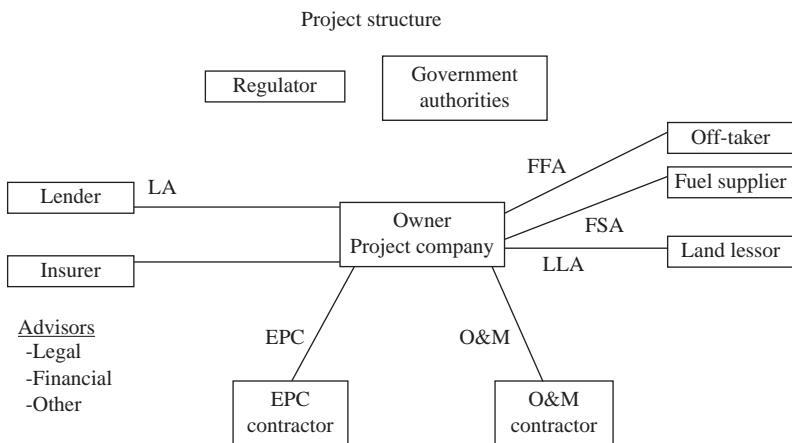 Project structure
Regulator
Government
authorities
Off-taker
FFA
Fuel supplier
Lender
LA
Owner
Project company
FSA
Land lessor
LLA
Insurer
Advisors
-Legal
-Financial
-Other
EPC
O&M
EPC
contractor
O&M
contractor